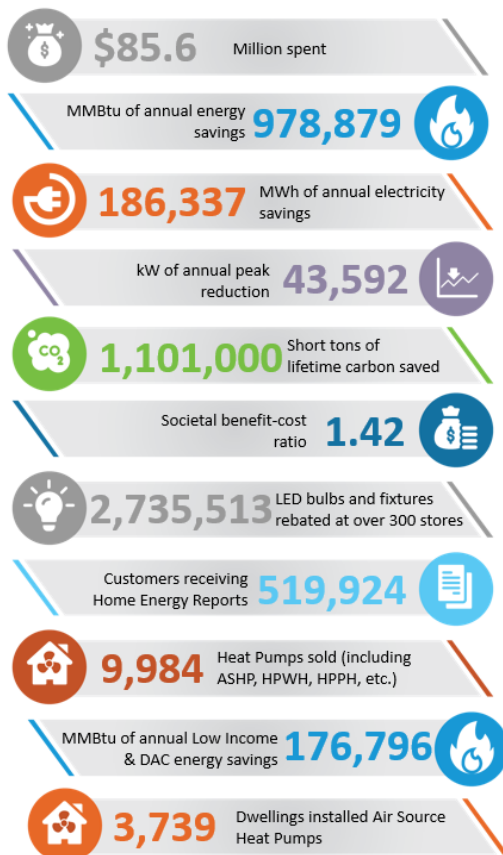 $85.6 Million spent
MMBtu of annual energy
savings 978,879
186,337 MWh of annual electricity
savings
kW of annual peak
reduction 43,592
CO2
1,101,000 Short tons of
lifetime carbon saved
Societal benefit-cost
ratio 1.42
2,735,513 LED bulbs and fixtures
rebated at over 300 stores
Customers receiving
Home Energy Reports 519,924
9,984 Heat Pumps sold (including
ASHP, HPWH, HPPH, etc.)
MMBtu of annual Low Income
& DAC energy savings 176,796
3,739 Dwellings installed Air Source
Heat Pumps